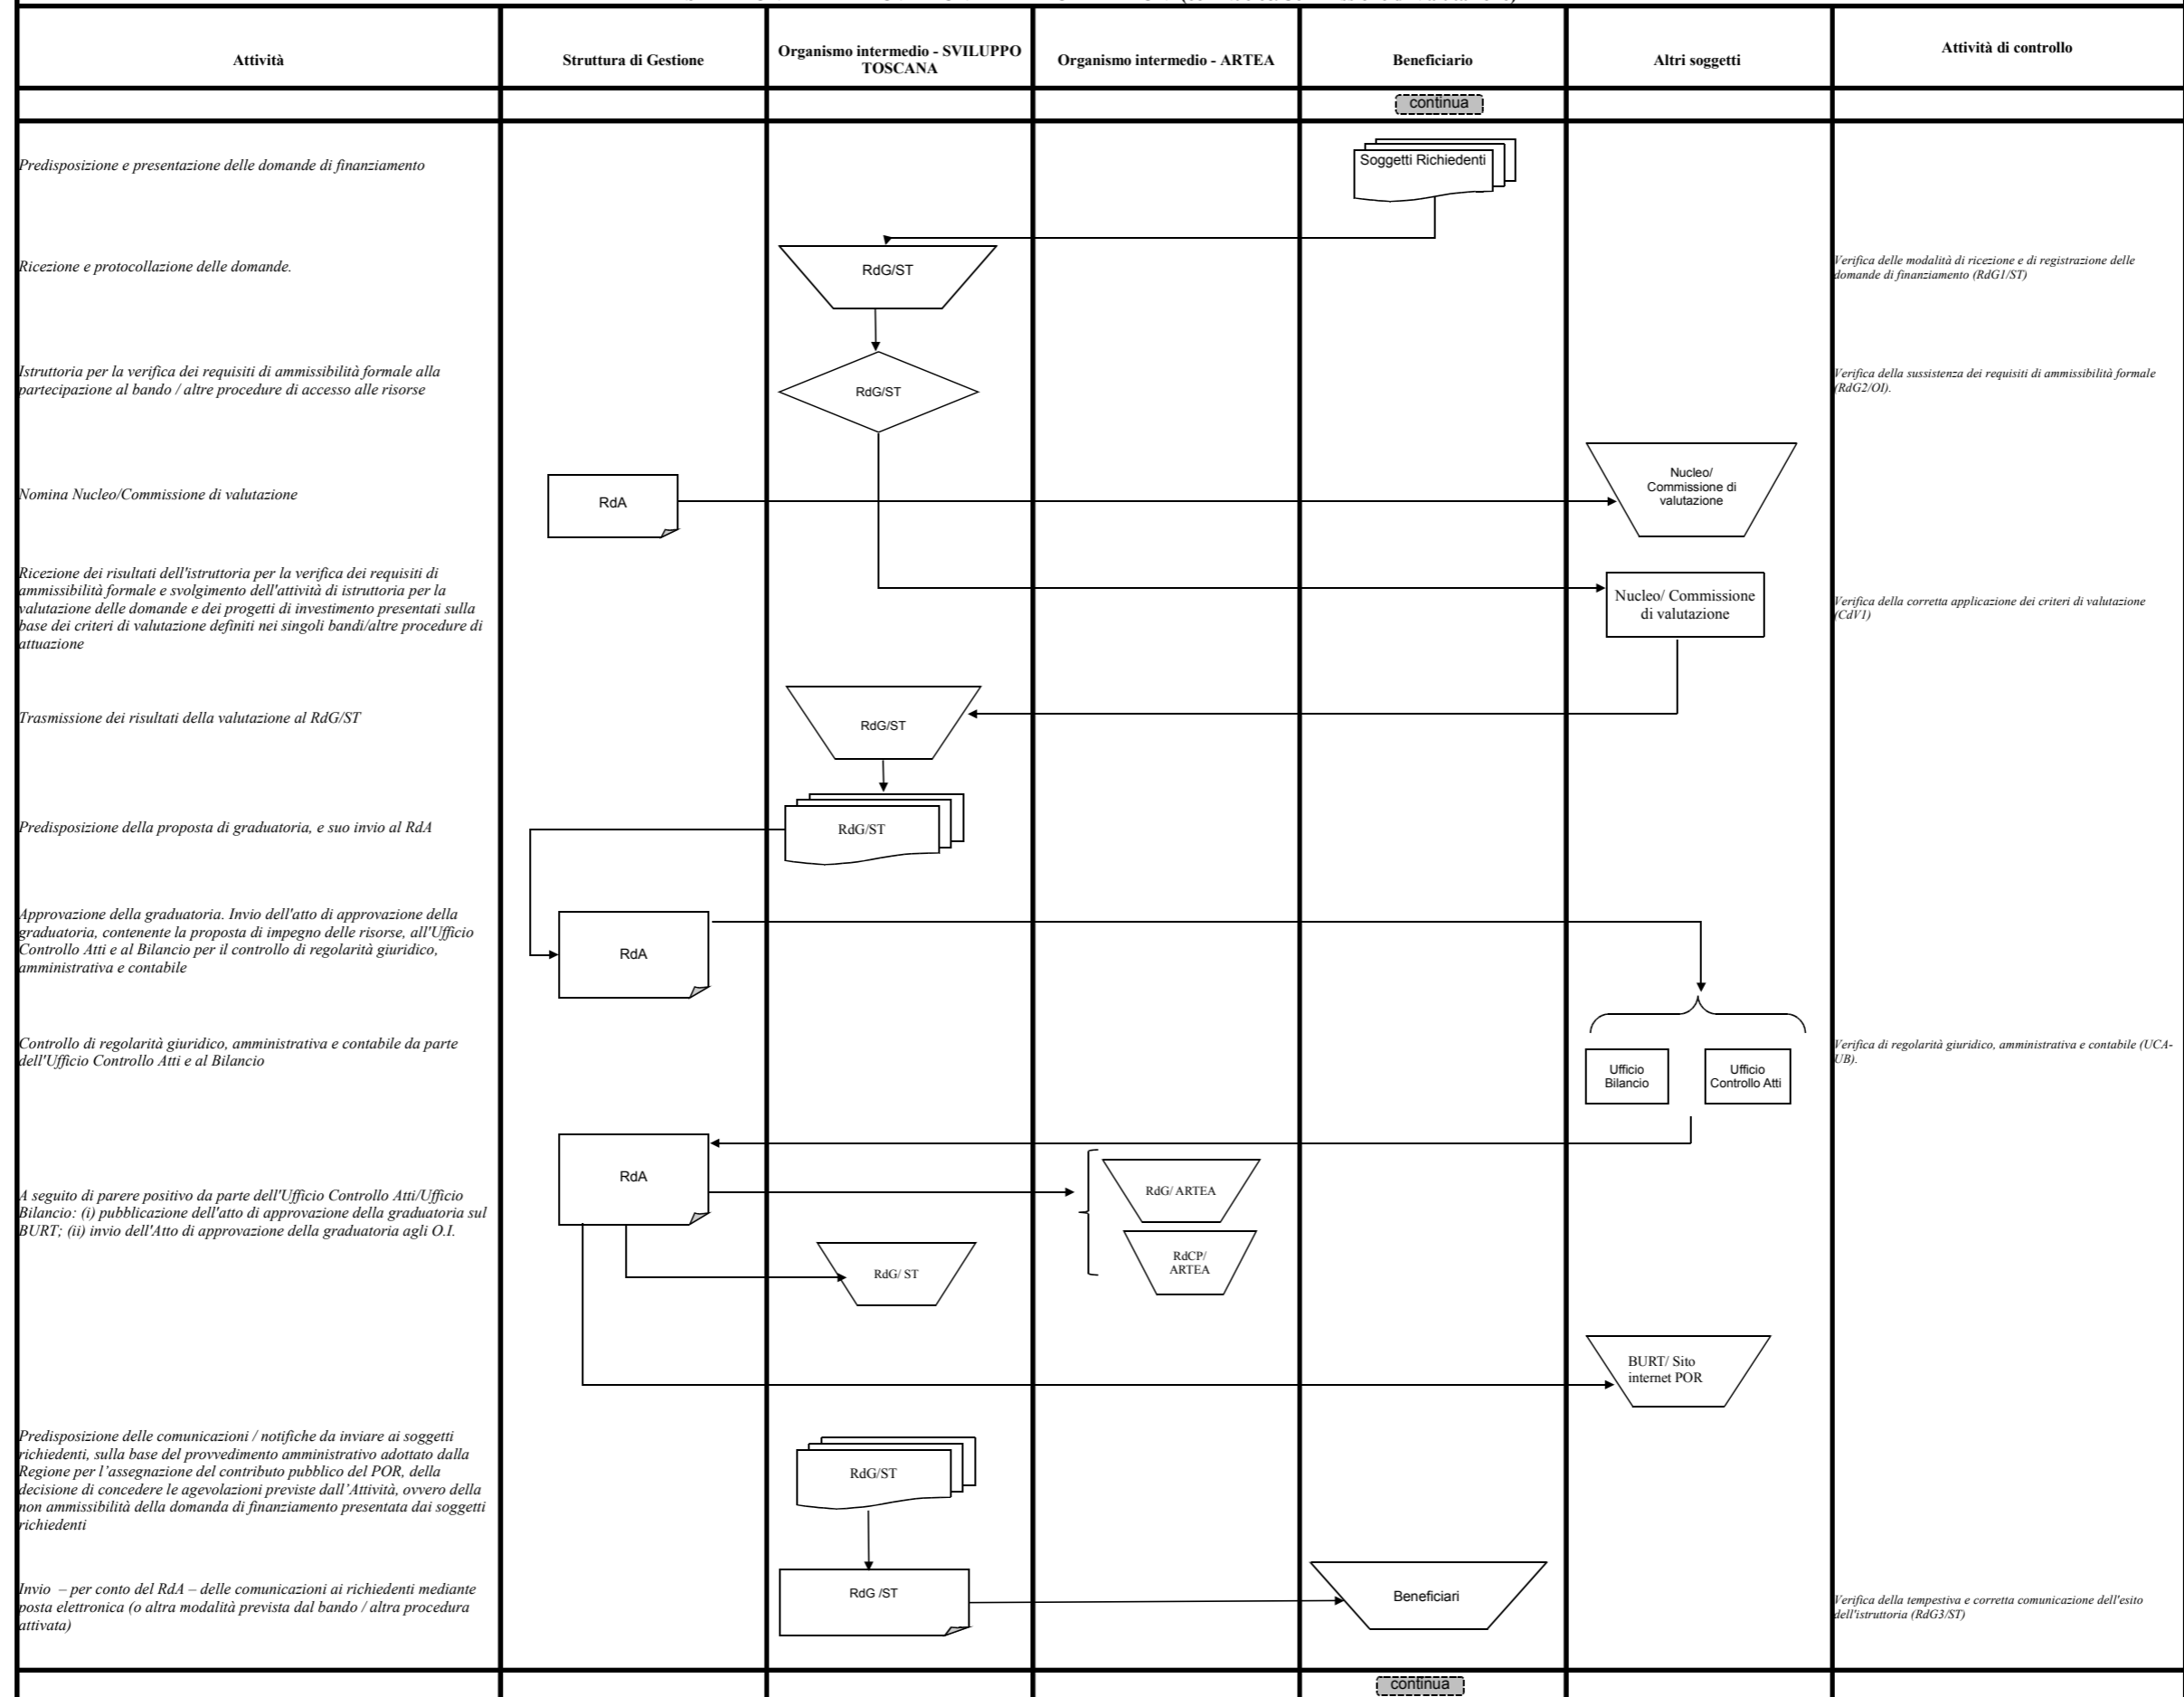 Attività
Struttura di Gestione
Organismo intermedio - SVILUPPO
TOSCANA
Organismo intermedio - ARTEA
Beneficiario
Altri soggetti
Attività di controllo
continua
Predisposizione e presentazione delle domande di finanziamento
Soggetti Richiedenti
Ricezione e protocollazione delle domande.
RdG/ST
Verifica delle modalità di ricezione e di registrazione delle
domande di finanziamento (RdG1/ST)
Istruttoria per la verifica dei requisiti di ammissibilità formale alla
partecipazione al bando / altre procedure di accesso alle risorse
RdG/ST
Verifica della sussistenza dei requisiti di ammissibilità formale
(RdG2/OI).
Nomina Nucleo/Commissione di valutazione
RdA
Nucleo/
Commissione di
valutazione
Ricezione dei risultati dell'istruttoria per la verifica dei requisiti di
ammissibilità formale e svolgimento dell'attività di istruttoria per la
valutazione delle domande e dei progetti di investimento presentati sulla
base dei criteri di valutazione definiti nei singoli bandi/altre procedure di
attuazione
Nucleo/ Commissione
di valutazione
Verifica della corretta applicazione dei criteri di valutazione
(CdV1)
Trasmissione dei risultati della valutazione al RdG/ST
RdG/ST
Predisposizione della proposta di graduatoria, e suo invio al RdA
RdG/ST
Approvazione della graduatoria. Invio dell'atto di approvazione della
graduatoria, contenente la proposta di impegno delle risorse, all'Ufficio
Controllo Atti e al Bilancio per il controllo di regolarità giuridico,
amministrativa e contabile
RdA
Controllo di regolarità giuridico, amministrativa e contabile da parte
dell'Ufficio Controllo Atti e al Bilancio
Ufficio
Bilancio
Ufficio
Controllo Atti
Verifica di regolarità giuridico, amministrativa e contabile (UCA-
UB).
A seguito di parere positivo da parte dell'Ufficio Controllo Atti/Ufficio
Bilancio: (i) pubblicazione dell'atto di approvazione della graduatoria sul
BURT; (ii) invio dell'Atto di approvazione della graduatoria agli O.I.
RdA
RdG/ ARTEA
RdCP/
ARTEA
RdG/ ST
BURT/ Sito
internet POR
Predisposizione delle comunicazioni / notifiche da inviare ai soggetti
richiedenti, sulla base del provvedimento amministrativo adottato dalla
Regione per l’assegnazione del contributo pubblico del POR, della
decisione di concedere le agevolazioni previste dall’Attività, ovvero della
non ammissibilità della domanda di finanziamento presentata dai soggetti
richiedenti
RdG/ST
Invio – per conto del RdA – delle comunicazioni ai richiedenti mediante
posta elettronica (o altra modalità prevista dal bando / altra procedura
attivata)
RdG /ST
Beneficiari
Verifica della tempestiva e corretta comunicazione dell'esito
dell'istruttoria (RdG3/ST)
continua